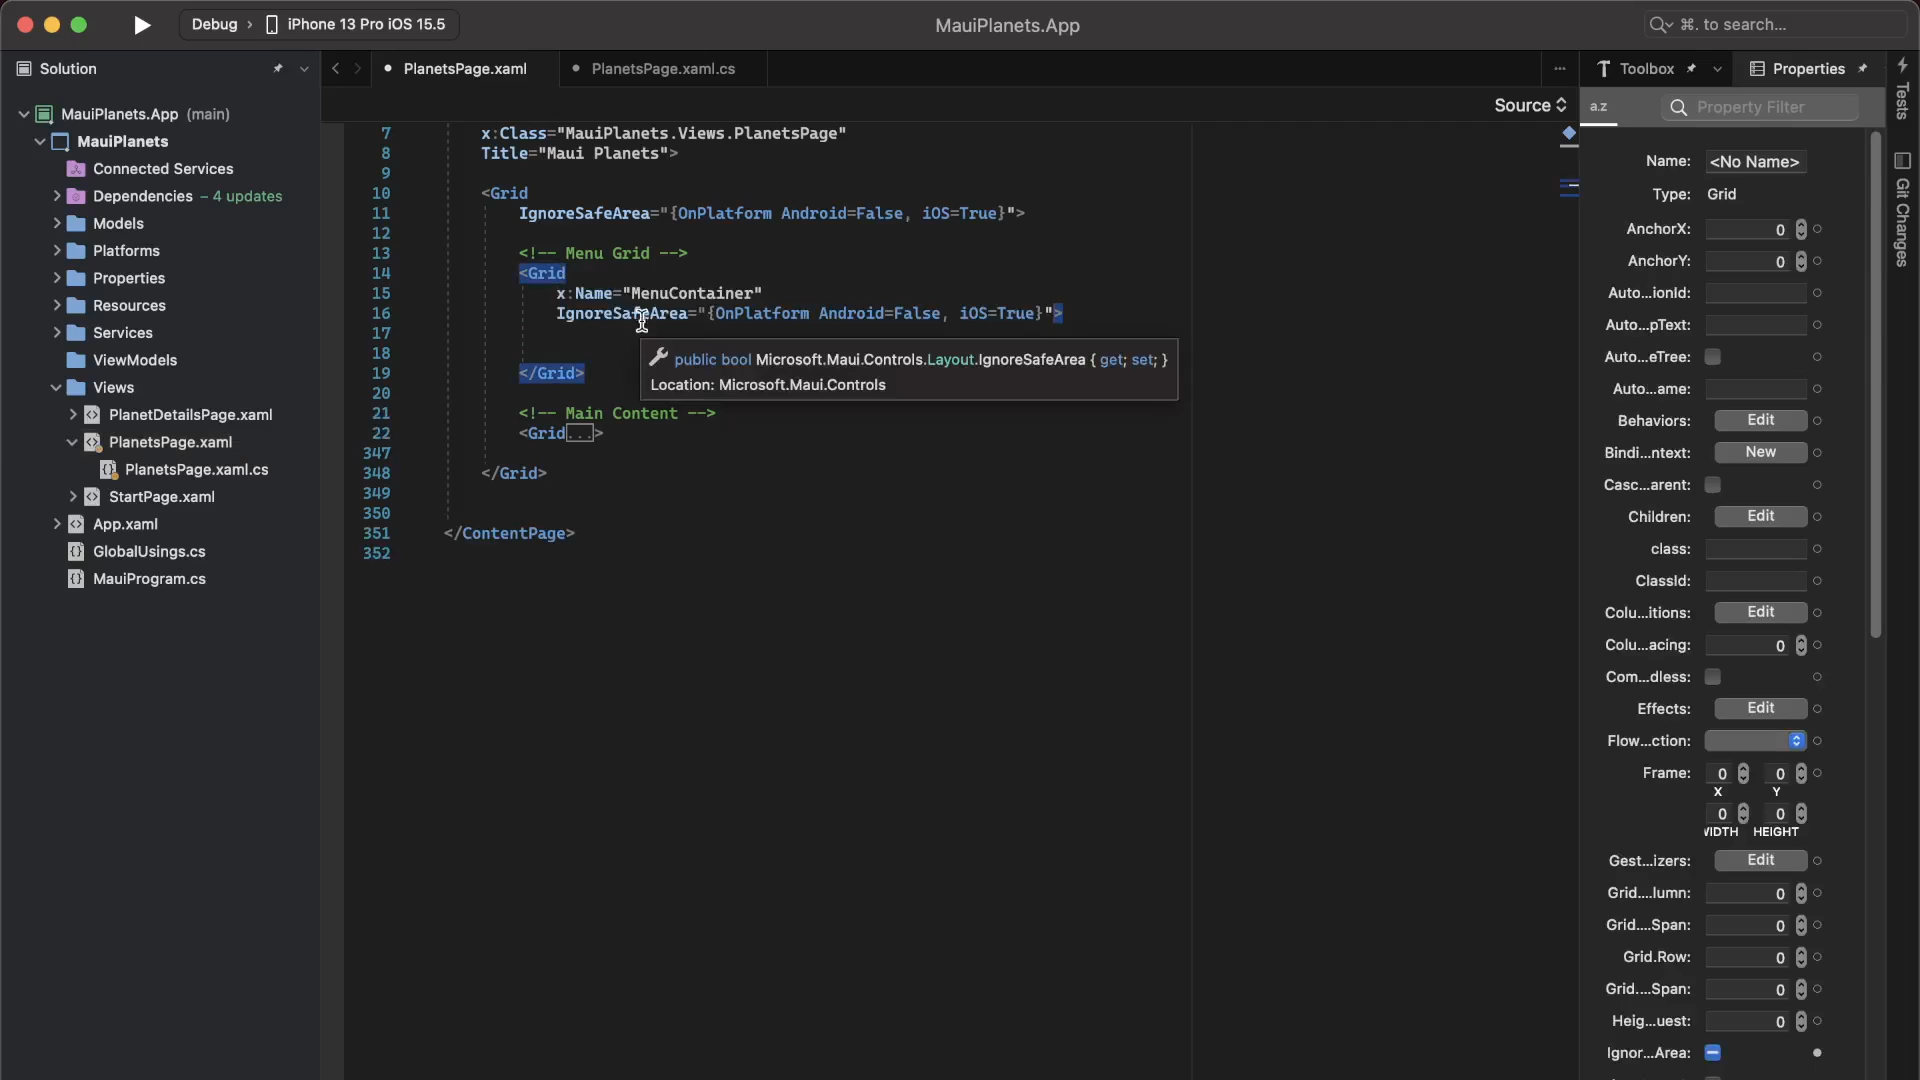 Debug › iPhone 13 Pro iOS 15.5
MauiPlanets.App
⌘. to search...
Solution
MauiPlanets.App (main)
MauiPlanets
Connected Services
Dependencies – 4 updates
Models
Platforms
Properties
Resources
Services
ViewModels
Views
PlanetDetailsPage.xaml
PlanetsPage.xaml
PlanetsPage.xaml.cs
StartPage.xaml
App.xaml
GlobalUsings.cs
MauiProgram.cs
PlanetsPage.xaml
PlanetsPage.xaml.cs
Source
7 x:Class="MauiPlanets.Views.PlanetsPage"
8 Title="Maui Planets">
9
10 <Grid
11 IgnoreSafeArea="{OnPlatform Android=False, iOS=True}">
12
13 <!-- Menu Grid -->
14 <Grid
15 x:Name="MenuContainer"
16 IgnoreSafeArea="{OnPlatform Android=False, iOS=True}">
17
18
19 </Grid>
20
21 <!-- Main Content -->
22 <Grid...>
347
348 </Grid>
349
350
351 </ContentPage>
352
public bool Microsoft.Maui.Controls.Layout.IgnoreSafeArea { get; set; }
Location: Microsoft.Maui.Controls
Toolbox
Properties
a.z
Property Filter
Name: <No Name>
Type: Grid
AnchorX: 0
AnchorY: 0
Auto...ionId:
Auto...pText:
Auto...eTree:
Auto...ame:
Behaviors: Edit
Bindi...ntext: New
Casc...arent:
Children: Edit
class:
ClassId:
Colu...itions: Edit
Colu...acing: 0
Com...dless:
Effects: Edit
Flow...ction:
Frame: 0 0
X Y
0 0
WIDTH HEIGHT
Gest...izers: Edit
Grid....lumn: 0
Grid....Span: 0
Grid.Row: 0
Grid....Span: 0
Heig...uest: 0
Ignor...Area:
Tests
Git Changes